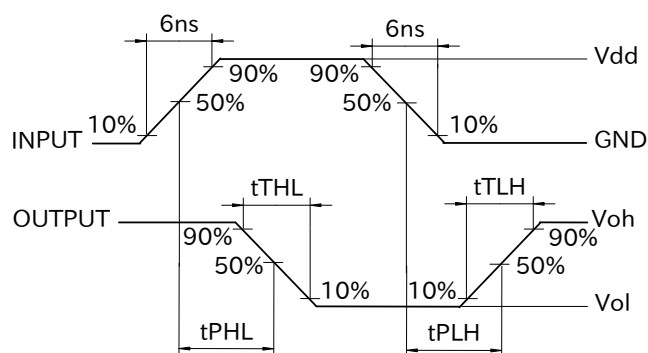 6ns 6ns
Vdd
90% 90%
50% 50%
10% 10%
INPUT GND
tTHL tTLH
OUTPUT Voh
90% 90%
50% 50%
10% 10%
Vol
tPHL tPLH